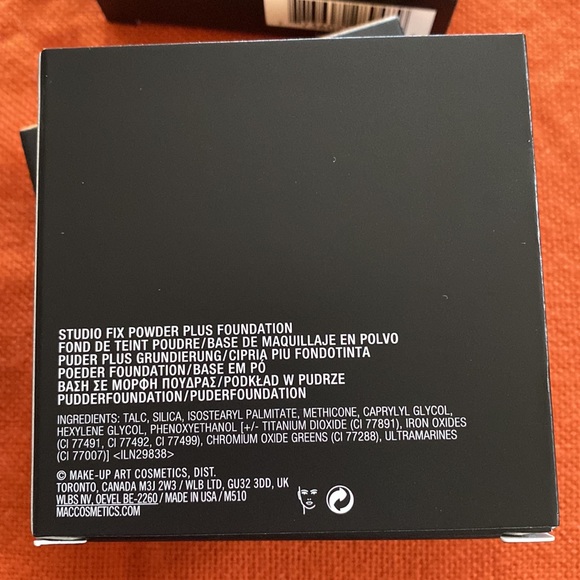 STUDIO FIX POWDER PLUS FOUNDATION
FOND DE TEINT POUDRE/BASE DE MAQUILLAJE EN POLVO
PUDER PLUS GRUNDIERUNG/CIPRIA PIU FONDOTINTA
POEDER FOUNDATION/BASE EM PÓ
ΒΑΣΗ ΣΕ ΜΟΡΦΗ ΠΟΥΔΡΑΣ/PODKŁAD W PUDRZE
PUDDERFOUNDATION/PUDERFOUNDATION
INGREDIENTS: TALC, SILICA, ISOSTEARYL PALMITATE, METHICONE, CAPRYLYL GLYCOL,
HEXYLENE GLYCOL, PHENOXYETHANOL [+/- TITANIUM DIOXIDE (CI 77891), IRON OXIDES
(CI 77491, CI 77492, CI 77499), CHROMIUM OXIDE GREENS (CI 77288), ULTRAMARINES
(CI 77007)] <ILN29838>
© MAKE-UP ART COSMETICS, DIST.
TORONTO, CANADA M3J 2W3 / WLB LTD, GU32 3DD, UK
WLBS NV, OEVEL BE-2260 / MADE IN USA / M510
MACCOSMETICS.COM